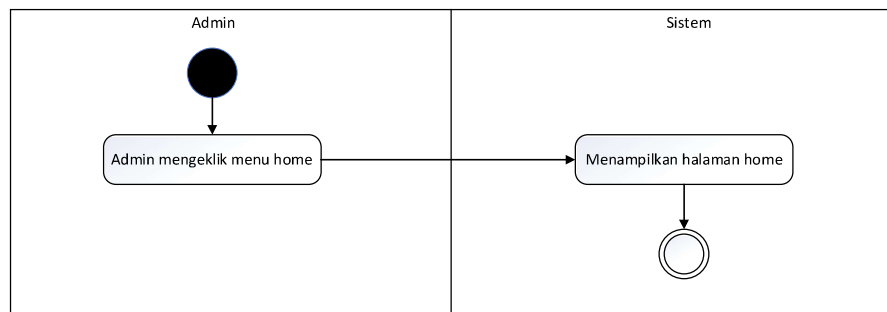 Admin
Sistem
Admin mengeklik menu home
Menampilkan halaman home